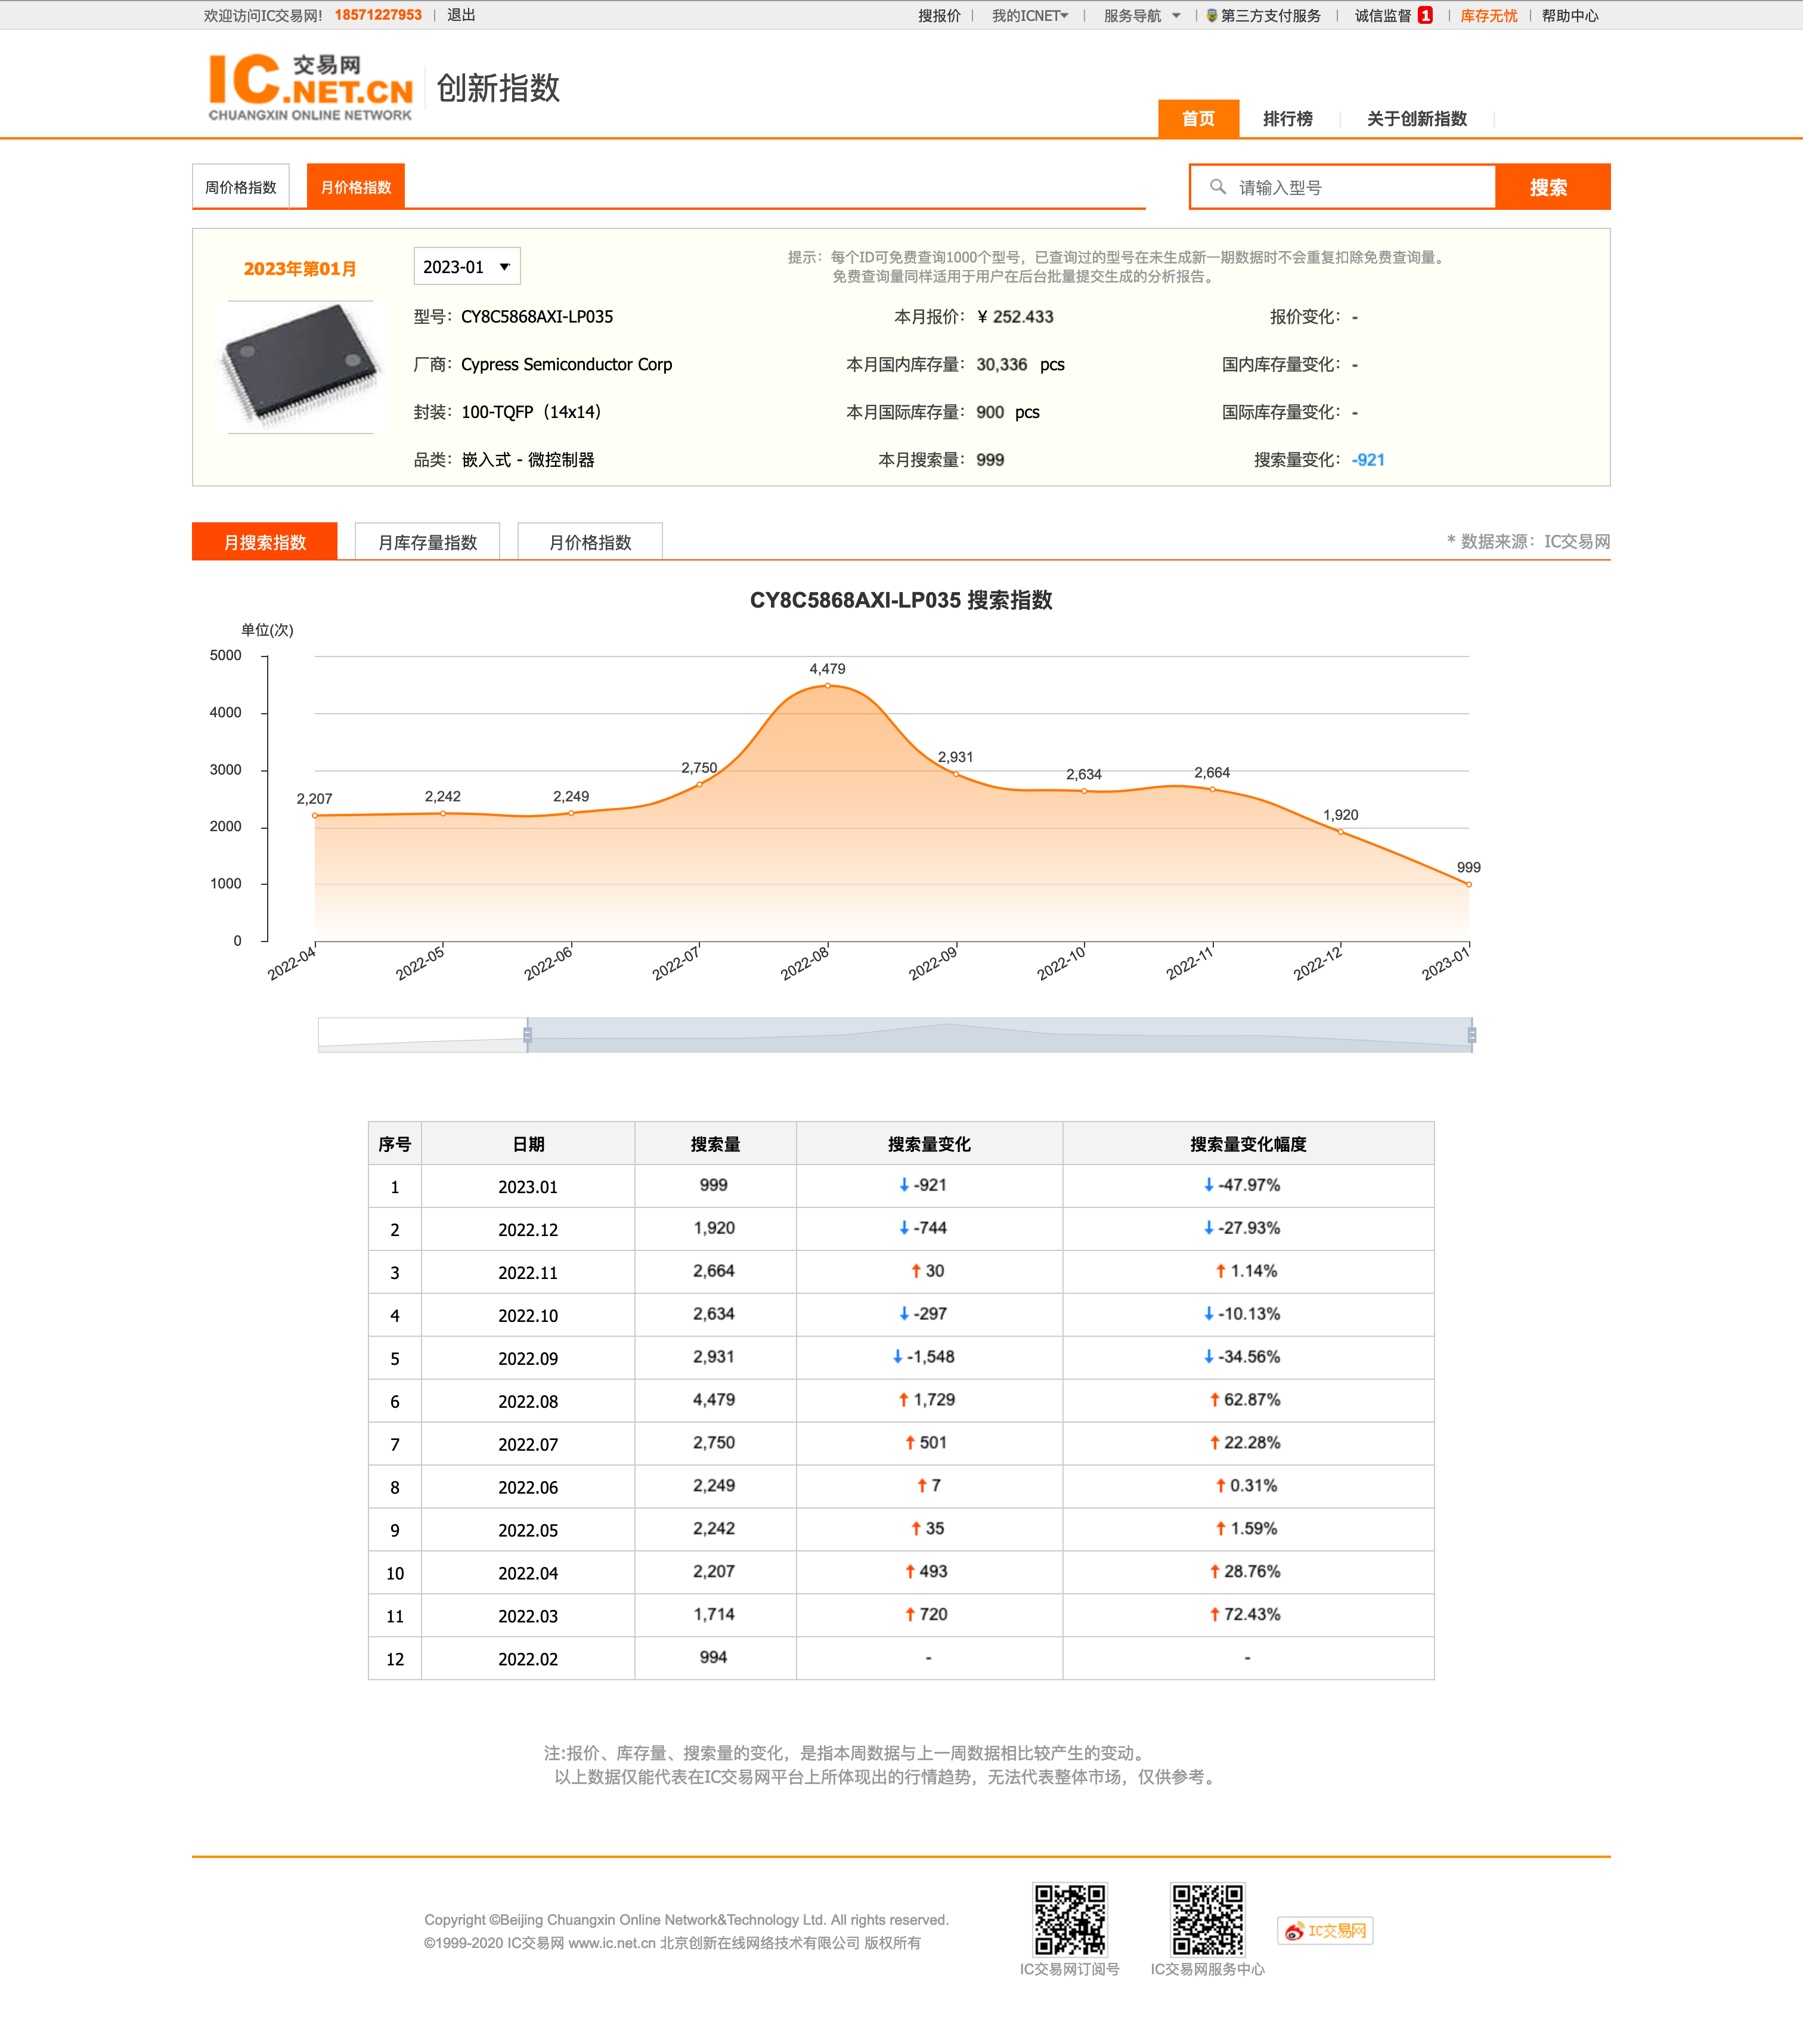 欢迎访问IC交易网! 18571227953 | 退出 搜报价 | 我的ICNET | 服务导航 | 第三方支付服务 | 诚信监督 1 | 库存无忧 | 帮助中心
IC 交易网 .NET.CN
CHUANGXIN ONLINE NETWORK
创新指数
首页 排行榜 关于创新指数
周价格指数 月价格指数 请输入型号 搜索
2023年第01月 2023-01 ▼
提示：每个ID可免费查询1000个型号，已查询过的型号在未生成新一期数据时不会重复扣除免费查询量。
免费查询量同样适用于用户在后台批量提交生成的分析报告。
型号：CY8C5868AXI-LP035 本月报价：¥ 252.433 报价变化：-
厂商：Cypress Semiconductor Corp 本月国内库存量：30,336 pcs 国内库存量变化：-
封装：100-TQFP（14x14） 本月国际库存量：900 pcs 国际库存量变化：-
品类：嵌入式 - 微控制器 本月搜索量：999 搜索量变化：-921
月搜索指数 月库存量指数 月价格指数 * 数据来源：IC交易网
CY8C5868AXI-LP035 搜索指数
单位(次)
5000
4000
3000
2000
1000
0
2,207 2,242 2,249 2,750 4,479 2,931 2,634 2,664 1,920 999
2022-04 2022-05 2022-06 2022-07 2022-08 2022-09 2022-10 2022-11 2022-12 2023-01
序号 日期 搜索量 搜索量变化 搜索量变化幅度
1 2023.01 999 ↓ -921 ↓ -47.97%
2 2022.12 1,920 ↓ -744 ↓ -27.93%
3 2022.11 2,664 ↑ 30 ↑ 1.14%
4 2022.10 2,634 ↓ -297 ↓ -10.13%
5 2022.09 2,931 ↓ -1,548 ↓ -34.56%
6 2022.08 4,479 ↑ 1,729 ↑ 62.87%
7 2022.07 2,750 ↑ 501 ↑ 22.28%
8 2022.06 2,249 ↑ 7 ↑ 0.31%
9 2022.05 2,242 ↑ 35 ↑ 1.59%
10 2022.04 2,207 ↑ 493 ↑ 28.76%
11 2022.03 1,714 ↑ 720 ↑ 72.43%
12 2022.02 994 - -
注:报价、库存量、搜索量的变化，是指本周数据与上一周数据相比较产生的变动。
以上数据仅能代表在IC交易网平台上所体现出的行情趋势，无法代表整体市场，仅供参考。
Copyright ©Beijing Chuangxin Online Network&Technology Ltd. All rights reserved.
©1999-2020 IC交易网 www.ic.net.cn 北京创新在线网络技术有限公司 版权所有
IC交易网订阅号 IC交易网服务中心 IC交易网